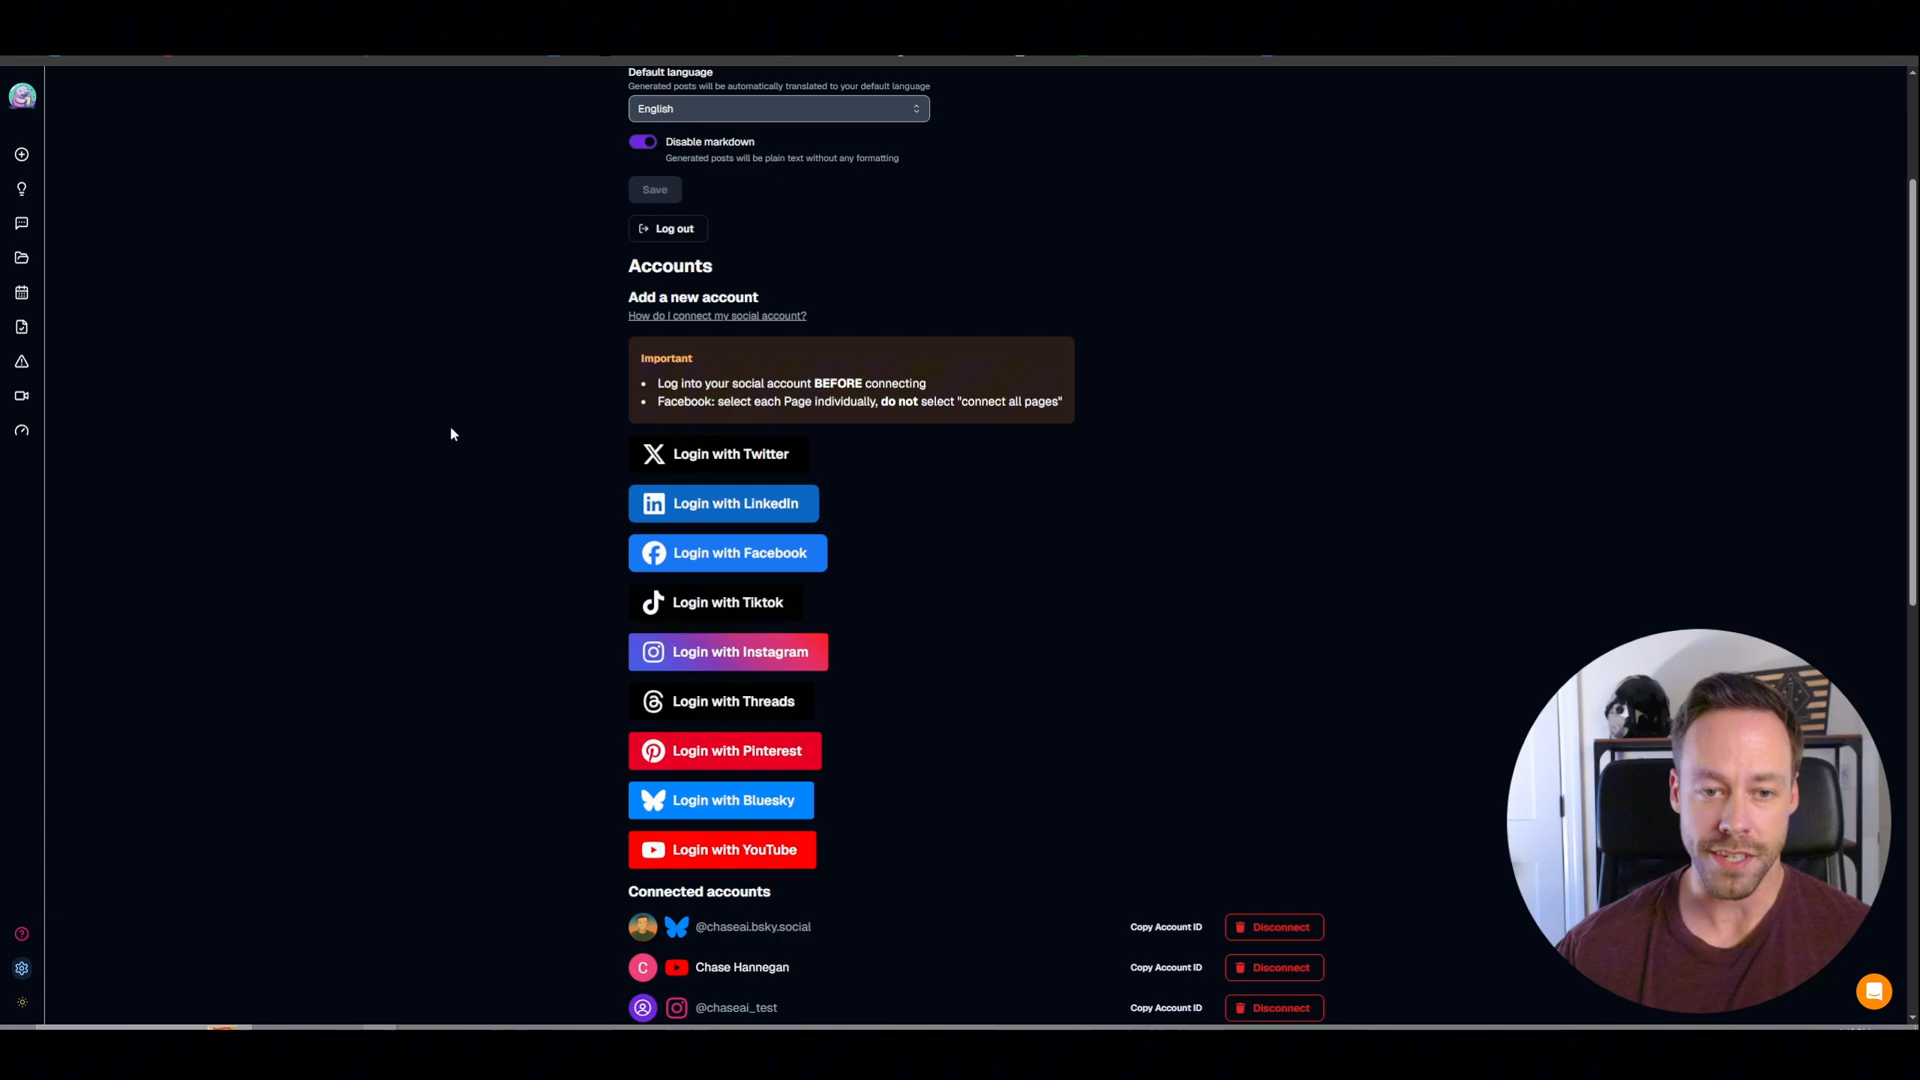 Default language
Generated posts will be automatically translated to your default language
English
Disable markdown
Generated posts will be plain text without any formatting
Save
Log out
Accounts
Add a new account
How do I connect my social account?
Important
Log into your social account BEFORE connecting
Facebook: select each Page individually, do not select "connect all pages"
Login with Twitter
Login with LinkedIn
Login with Facebook
Login with Tiktok
Login with Instagram
Login with Threads
Login with Pinterest
Login with Bluesky
Login with YouTube
Connected accounts
@chaseai.bsky.social Copy Account ID Disconnect
C Chase Hannegan Copy Account ID Disconnect
@chaseai_test Copy Account ID Disconnect